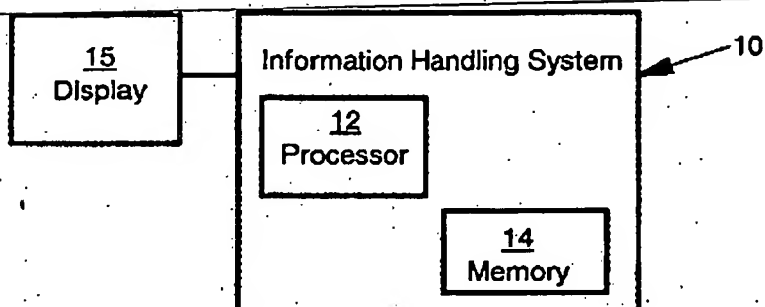 15
Display
Information Handling System
10
12
Processor
14
Memory